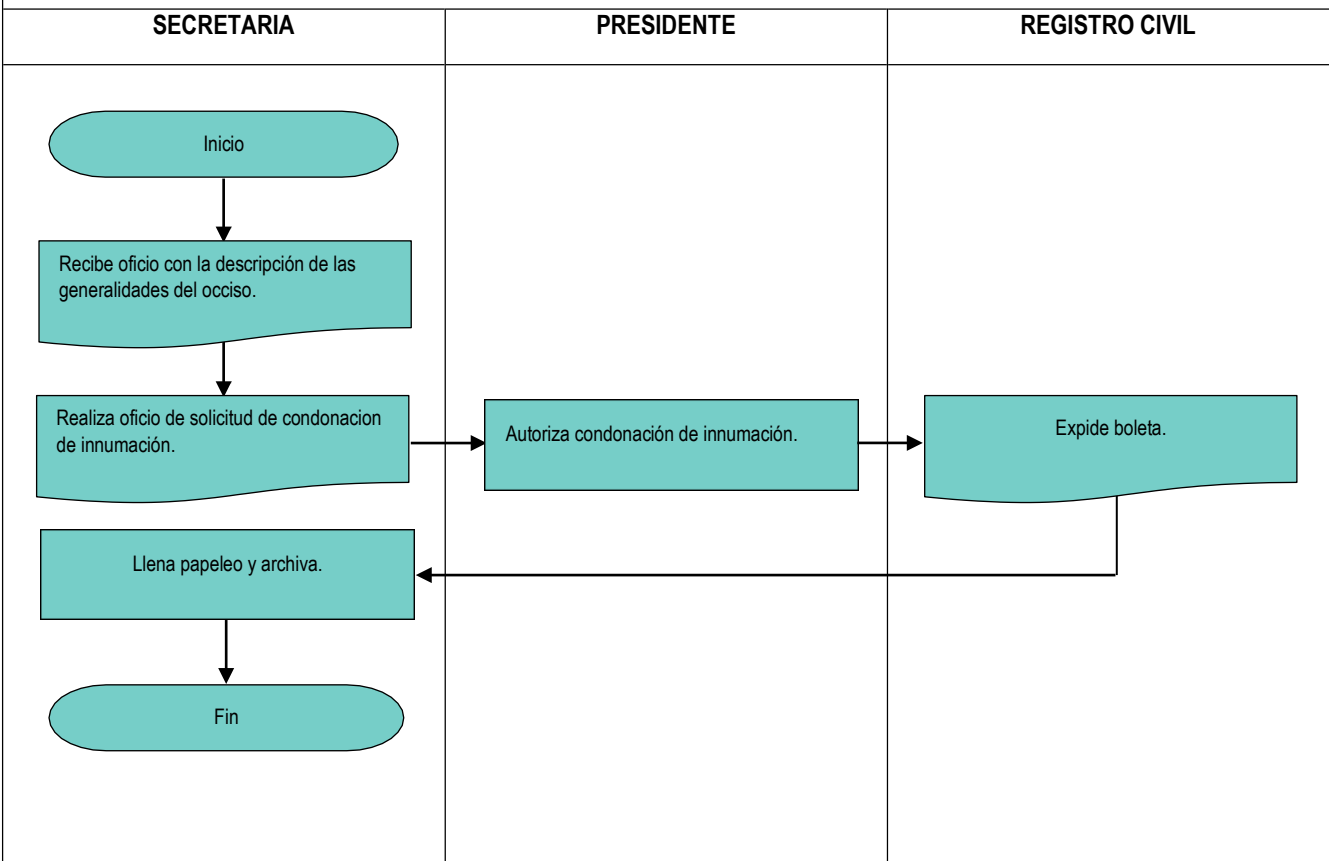 SECRETARIA
PRESIDENTE
REGISTRO CIVIL
Inicio
Recibe oficio con la descripción de las
generalidades del occiso.
Realiza oficio de solicitud de condonacion
de innumación.
Autoriza condonación de innumación.
Expide boleta.
Llena papeleo y archiva.
Fin